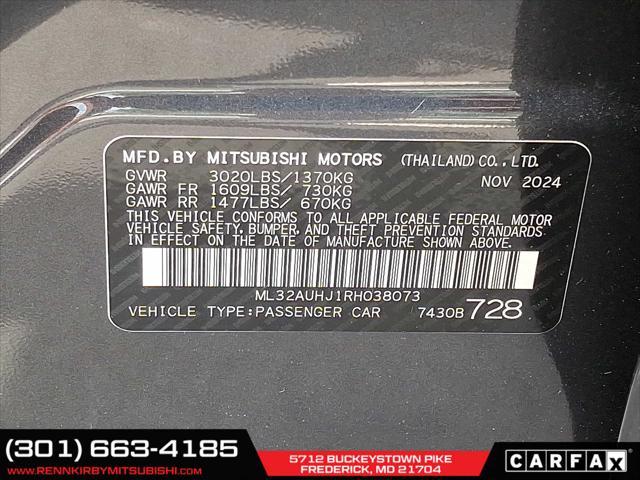 MFD.BY MITSUBISHI MOTORS (THAILAND)CO.,LTD.
GVWR 3020LBS/1370KG NOV 2024
GAWR FR 1609LBS/ 730KG
GAWR RR 1477LBS/ 670KG
THIS VEHICLE CONFORMS TO ALL APPLICABLE FEDERAL MOTOR
VEHICLE SAFETY, BUMPER, AND THEFT PREVENTION STANDARDS
IN EFFECT ON THE DATE OF MANUFACTURE SHOWN ABOVE.
ML32AUHJ1RH038073
VEHICLE TYPE:PASSENGER CAR 7430B 728
(301) 663-4185
WWW.RENNKIRBYMITSUBISHI.COM
5712 BUCKEYSTOWN PIKE
FREDERICK, MD 21704
CARFAX